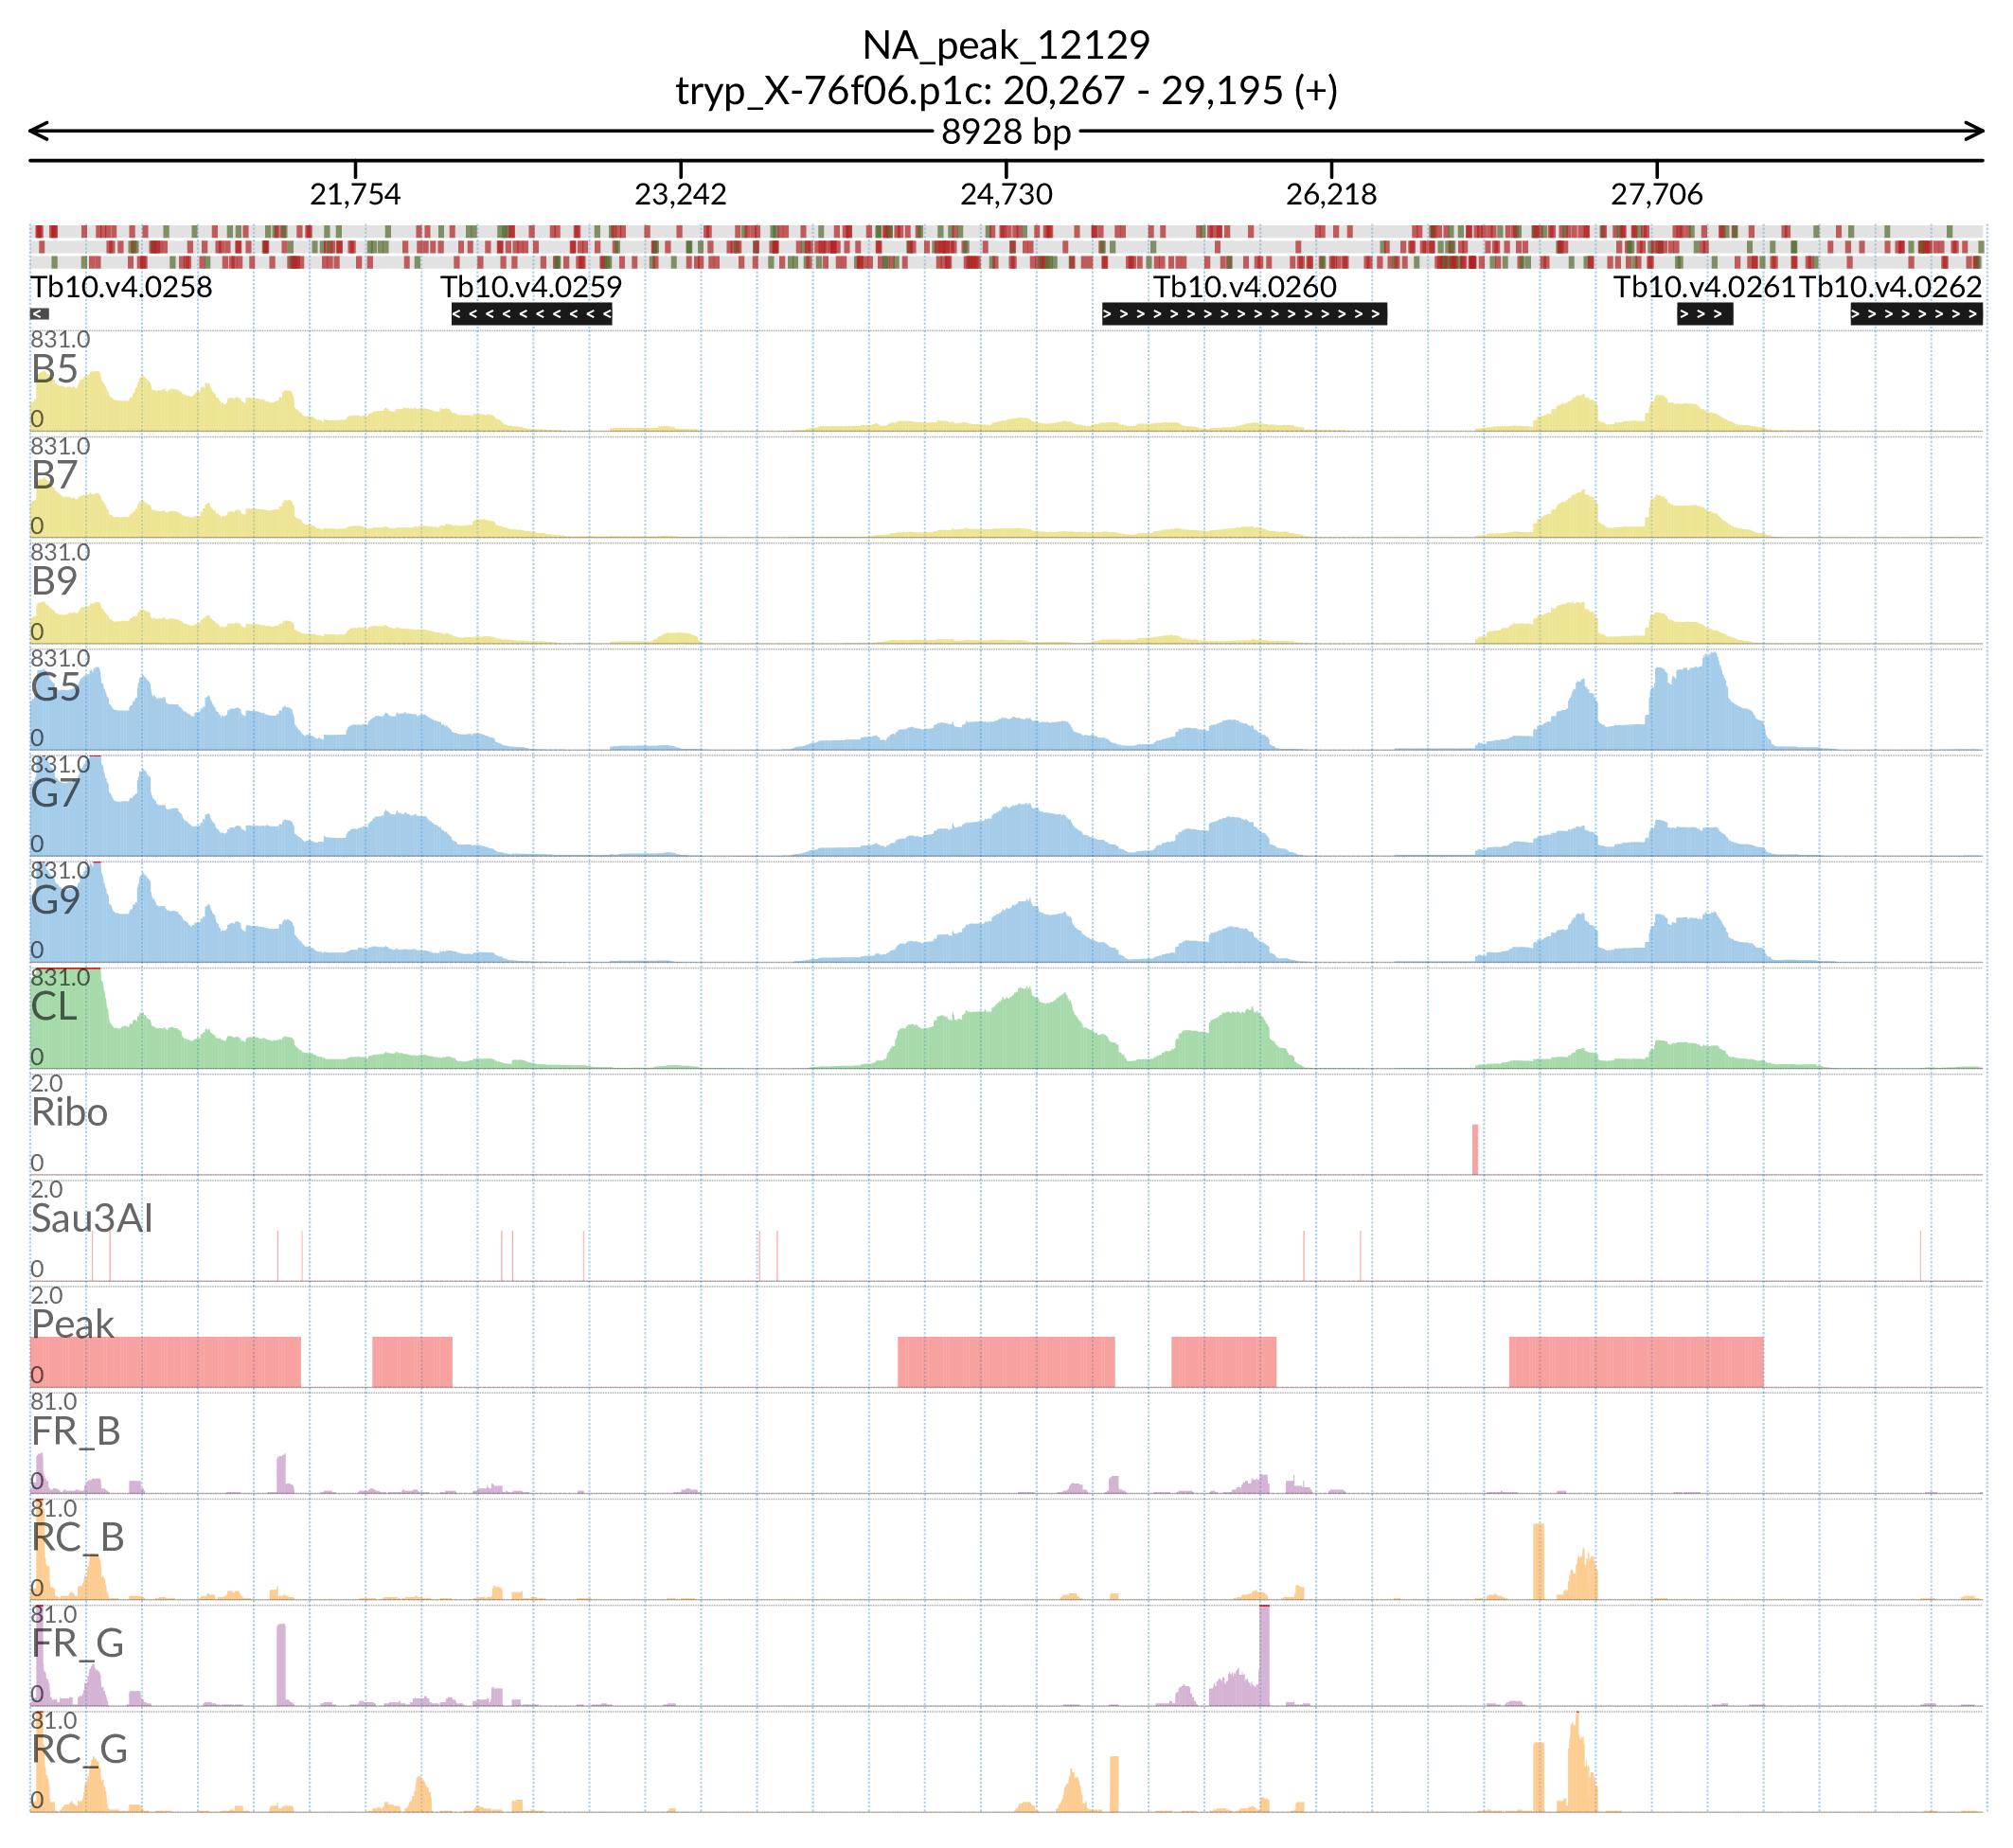 NA_peak_12129
tryp_X-76f06.p1c: 20,267 - 29,195 (+)
8928 bp
21,754 23,242 24,730 26,218 27,706
Tb10.v4.0258 Tb10.v4.0259 Tb10.v4.0260 Tb10.v4.0261 Tb10.v4.0262
831.0
B5
0
831.0
B7
0
831.0
B9
0
831.0
G5
0
831.0
G7
0
831.0
G9
0
831.0
CL
0
2.0
Ribo
0
2.0
Sau3AI
0
2.0
Peak
0
81.0
FR_B
0
81.0
RC_B
0
81.0
FR_G
0
81.0
RC_G
0